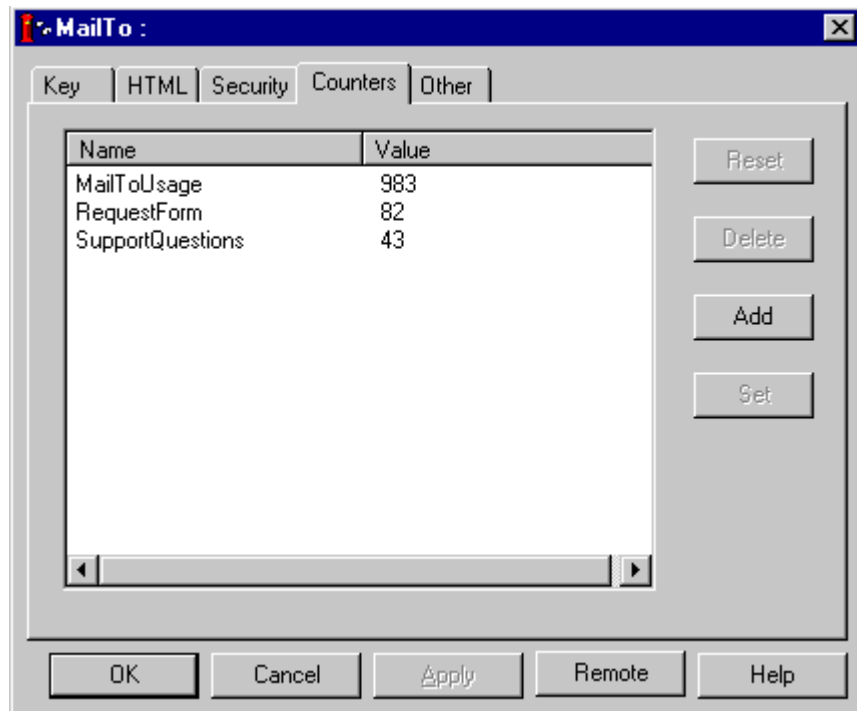 MailTo :
Key HTML Security Counters Other
Name Value
MailToUsage 983
RequestForm 82
SupportQuestions 43
Reset
Delete
Add
Set
OK Cancel Apply Remote Help